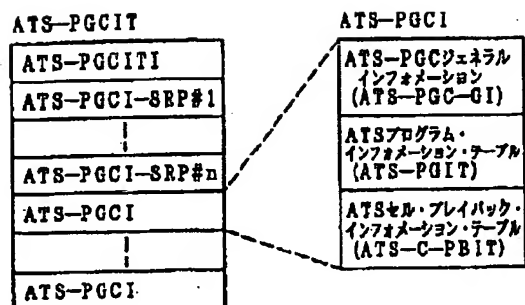 ATS-PGCIT
ATS-PGCITI
ATS-PGCI-SRP#1
ATS-PGCI-SRP#n
ATS-PGCI
ATS-PGCI
ATS-PGCI
ATS-PGCジェネラル
インフォメーション
(ATS-PGC-GI)
ATSプログラム・
インフォメーション・テーブル
(ATS-PGIT)
ATSセル・プレイバック・
インフォメーション・テーブル
(ATS-C-PBIT)